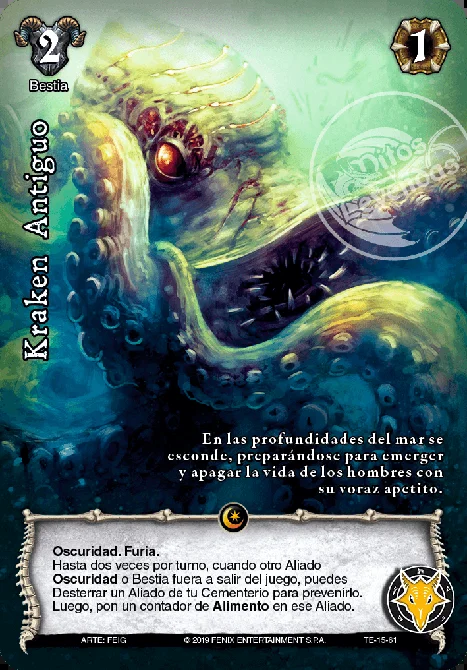 2
1
Bestia
Kraken Antiguo
Mitos
Leyendas
En las profundidades del mar se
esconde, preparándose para emerger
y apagar la vida de los hombres con
su voraz apetito.
Oscuridad. Furia.
Hasta dos veces por turno, cuando otro Aliado
Oscuridad o Bestia fuera a salir del juego, puedes
Desterrar un Aliado de tu Cementerio para prevenirlo.
Luego, pon un contador de Alimento en ese Aliado.
ARTE: FEIG
© 2019 FENIX ENTERTAINMENT S.P.A.
TE-15-61